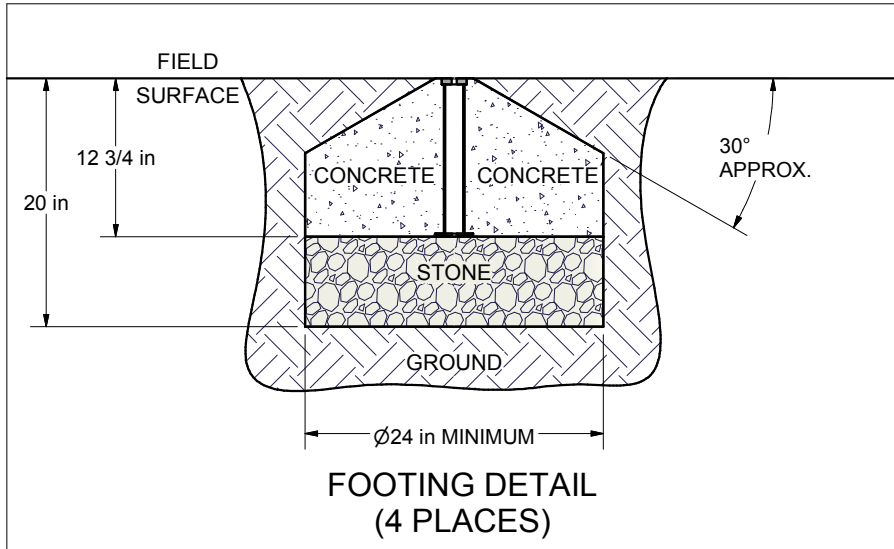 FIELD
SURFACE
12 3/4 in
20 in
30°
APPROX.
CONCRETE
CONCRETE
STONE
GROUND
Ø24 in MINIMUM
FOOTING DETAIL
(4 PLACES)